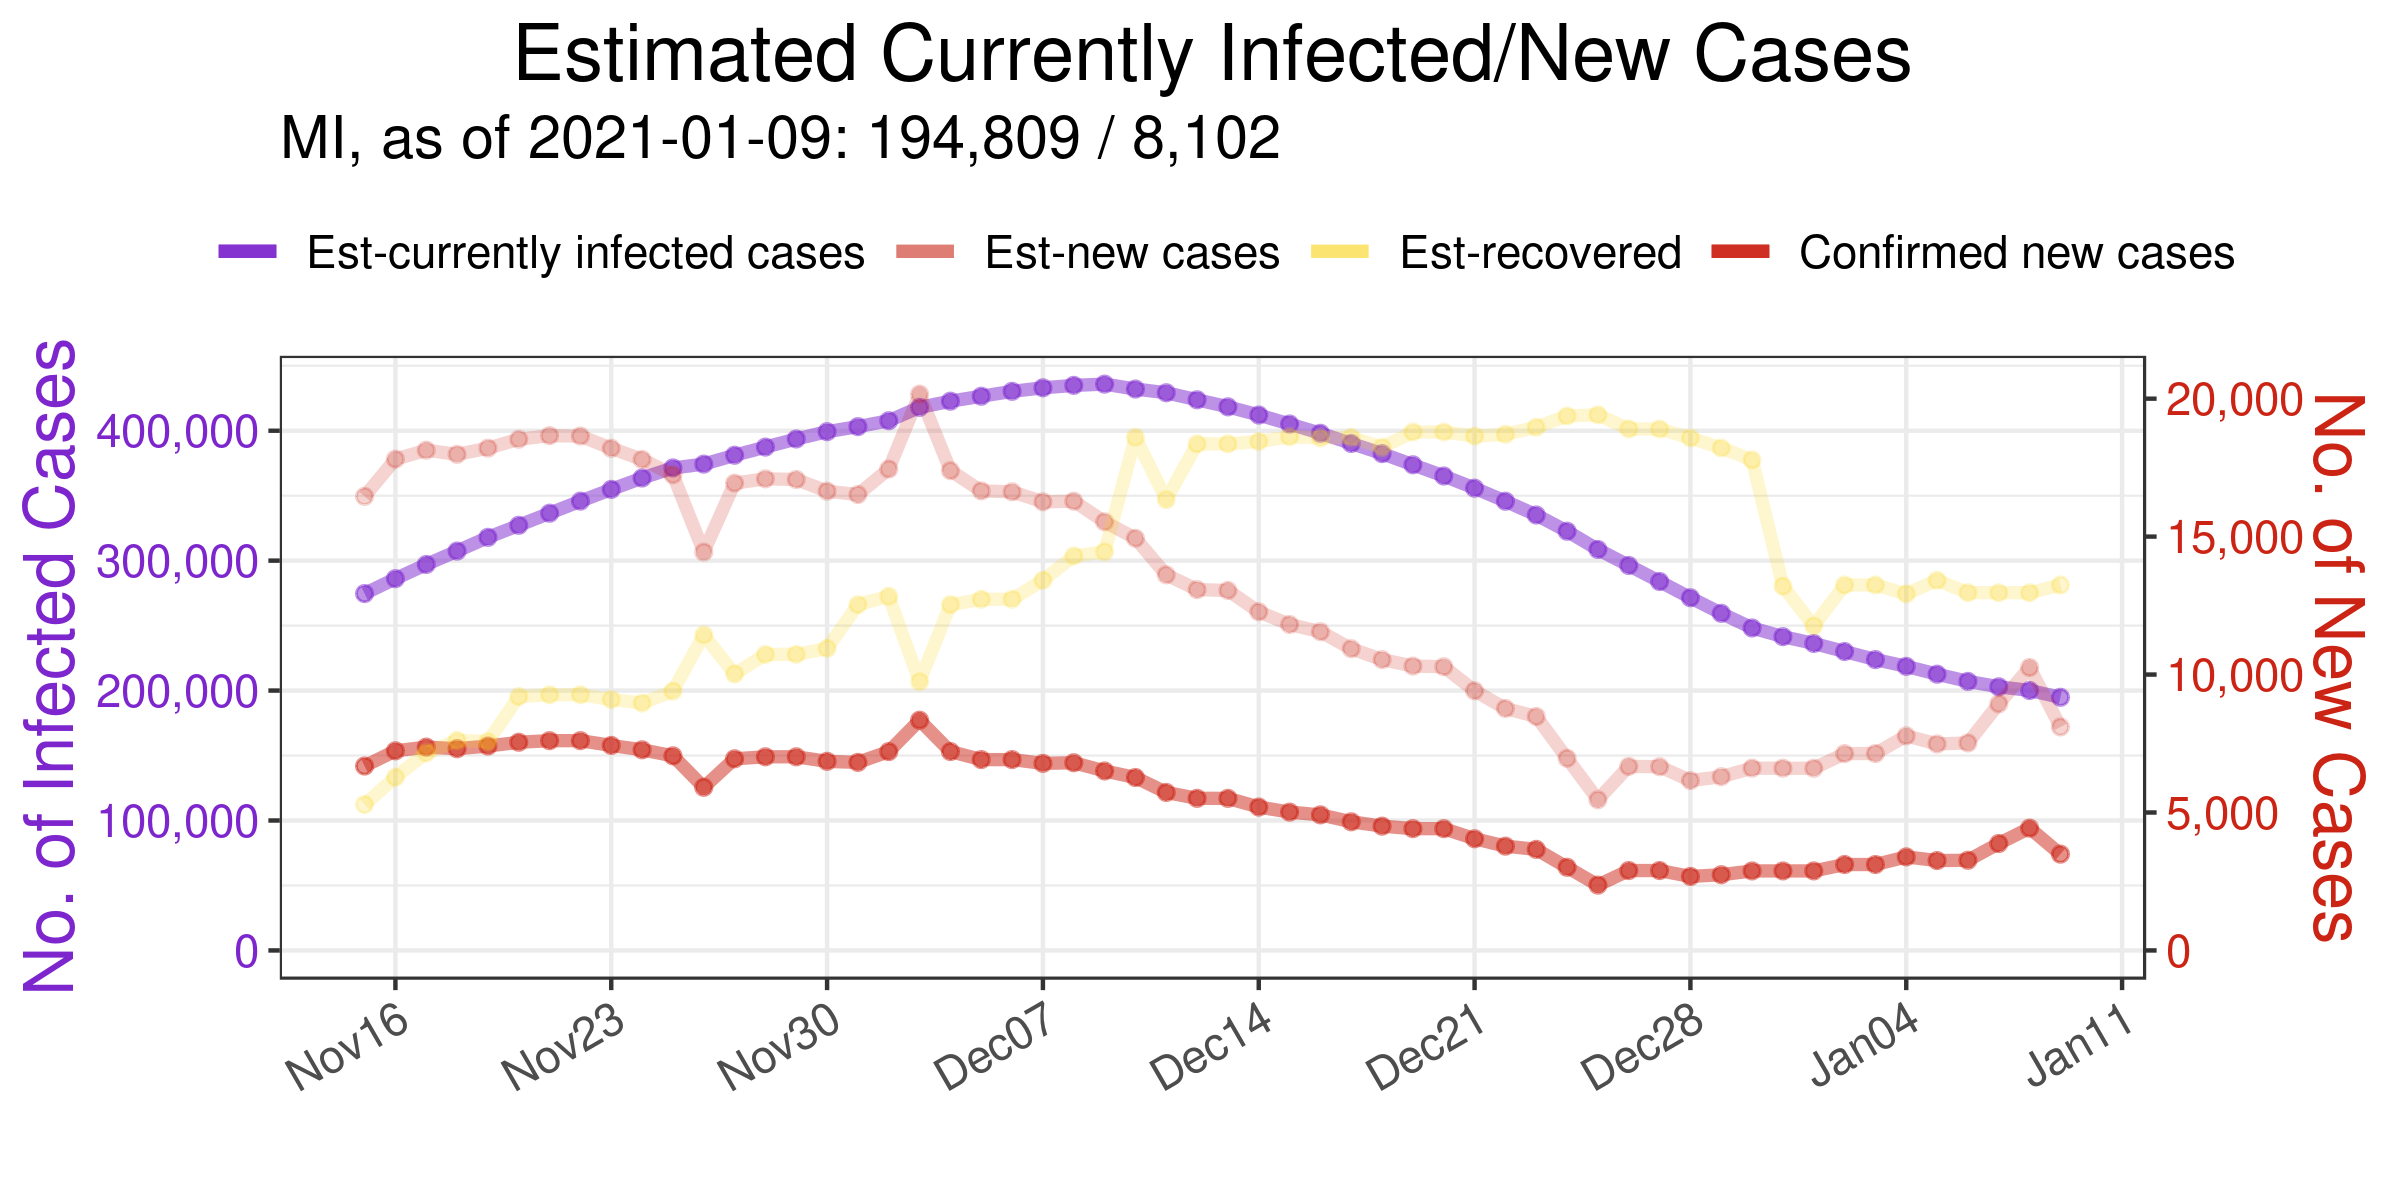 Estimated Currently Infected/New Cases
MI, as of 2021-01-09: 194,809 / 8,102
Est-currently infected cases Est-new cases Est-recovered Confirmed new cases
No. of Infected Cases
400,000
300,000
200,000
100,000
0
20,000
15,000
10,000
5,000
0
No. of New Cases
Nov16 Nov23 Nov30 Dec07 Dec14 Dec21 Dec28 Jan04 Jan11